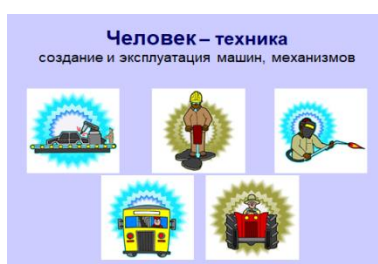 Человек – техника
создание и эксплуатация машин, механизмов